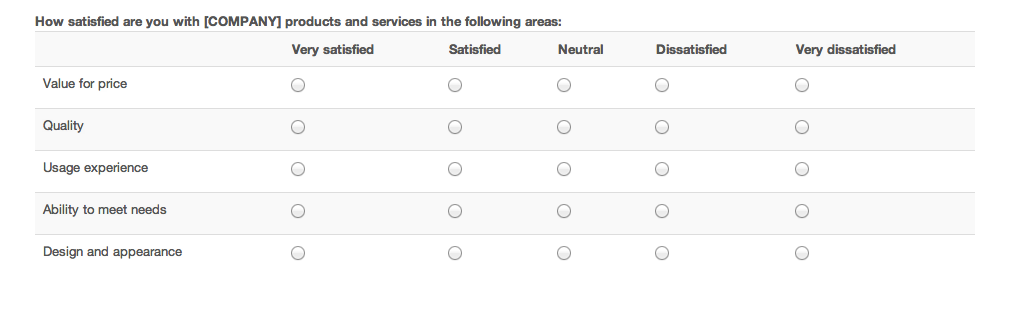 How satisfied are you with [COMPANY] products and services in the following areas:
Very satisfied Satisfied Neutral Dissatisfied Very dissatisfied
Value for price
Quality
Usage experience
Ability to meet needs
Design and appearance